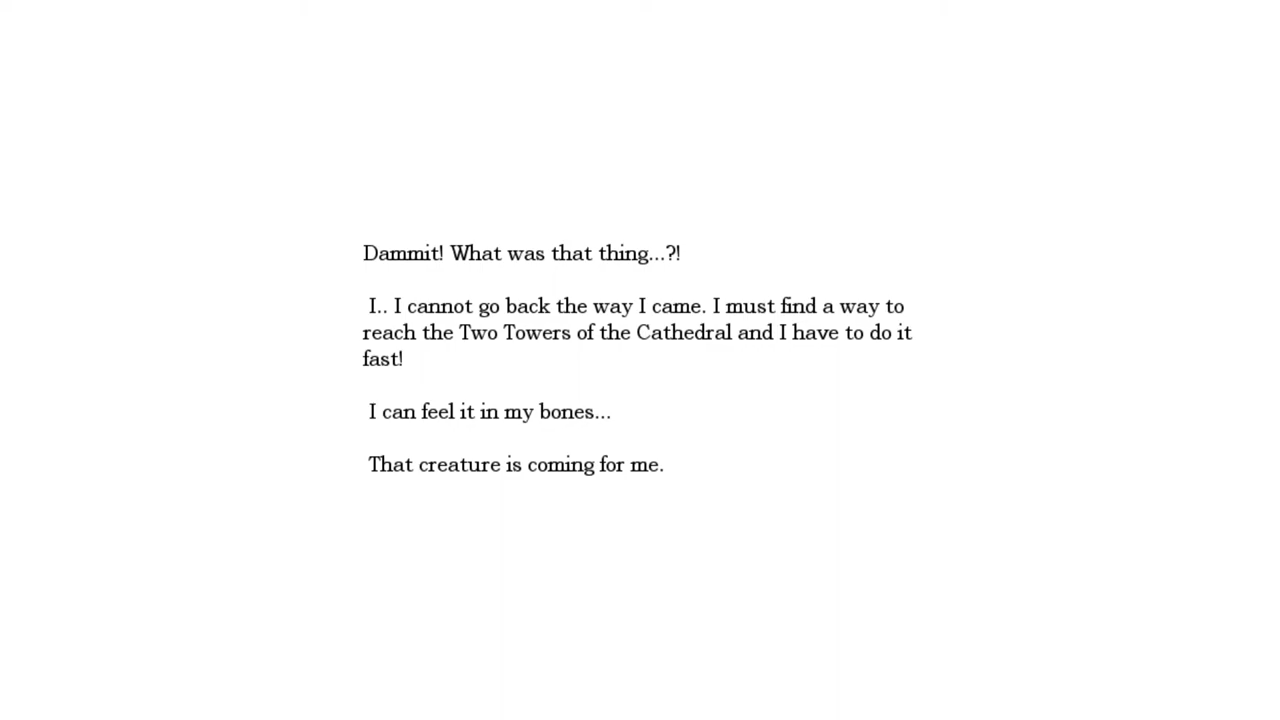 Dammit! What was that thing...?!
I.. I cannot go back the way I came. I must find a way to
reach the Two Towers of the Cathedral and I have to do it
fast!
I can feel it in my bones...
That creature is coming for me.